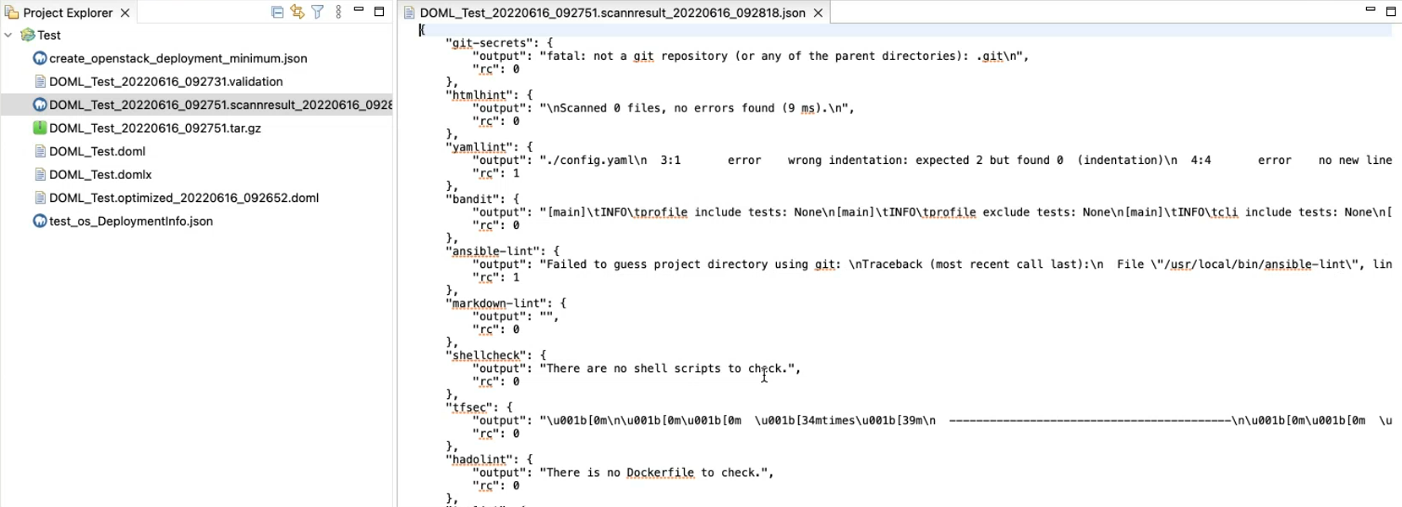 Project Explorer
Test
create_openstack_deployment_minimum.json
DOML_Test_20220616_092731.validation
DOML_Test_20220616_092751.scannresult_20220616_0928
DOML_Test_20220616_092751.tar.gz
DOML_Test.doml
DOML_Test.domlx
DOML_Test.optimized_20220616_092652.doml
test_os_DeploymentInfo.json
DOML_Test_20220616_092751.scannresult_20220616_092818.json
{
"git-secrets": {
"output": "fatal: not a git repository (or any of the parent directories): .git\n",
"rc": 0
},
"htmlhint": {
"output": "\nScanned 0 files, no errors found (9 ms).\n",
"rc": 0
},
"yamllint": {
"output": "./config.yaml\n  3:1       error    wrong indentation: expected 2 but found 0  (indentation)\n  4:4       error    no new line
"rc": 1
},
"bandit": {
"output": "[main]\tINFO\tprofile include tests: None\n[main]\tINFO\tprofile exclude tests: None\n[main]\tINFO\tcli include tests: None\n[
"rc": 0
},
"ansible-lint": {
"output": "Failed to guess project directory using git: \nTraceback (most recent call last):\n  File \"/usr/local/bin/ansible-lint\", lin
"rc": 1
},
"markdown-lint": {
"output": "",
"rc": 0
},
"shellcheck": {
"output": "There are no shell scripts to check.",
"rc": 0
},
"tfsec": {
"output": "\u001b[0m\n\u001b[0m\u001b[0m  \u001b[34mtimes\u001b[39m\n  ------------------------------------------\n\u001b[0m\u001b[0m  \u
"rc": 0
},
"hadolint": {
"output": "There is no Dockerfile to check.",
"rc": 0
},